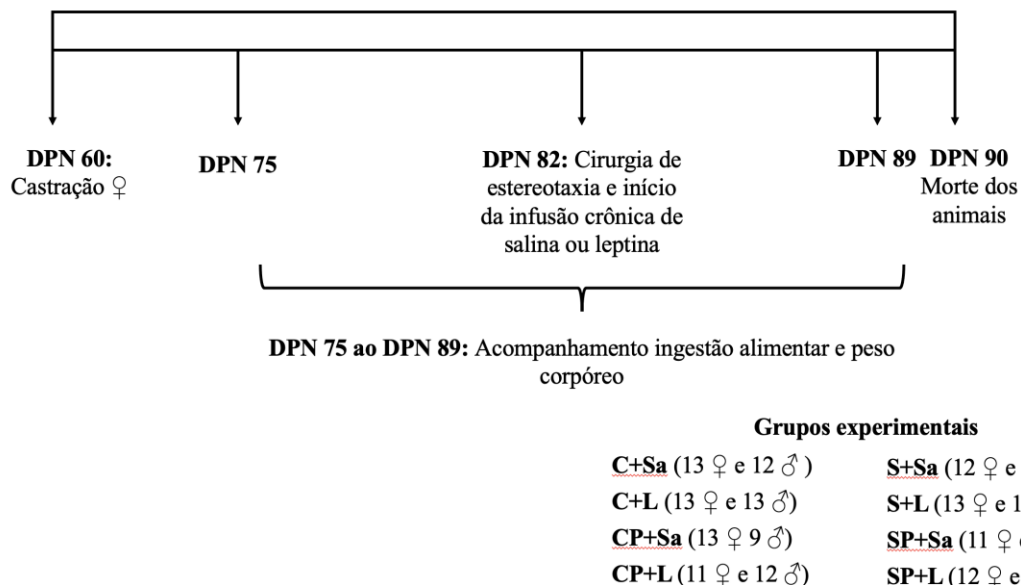 DPN 60:
Castração ♀
DPN 75
DPN 82: Cirurgia de
estereotaxia e início
da infusão crônica de
salina ou leptina
DPN 89
DPN 90
Morte dos
animais
DPN 75 ao DPN 89: Acompanhamento ingestão alimentar e peso
corpóreo
Grupos experimentais
C+Sa (13 ♀ e 12 ♂ )
C+L (13 ♀ e 13 ♂)
CP+Sa (13 ♀ 9 ♂)
CP+L (11 ♀ e 12 ♂)
S+Sa (12 ♀ e
S+L (13 ♀ e 1
SP+Sa (11 ♀
SP+L (12 ♀ e